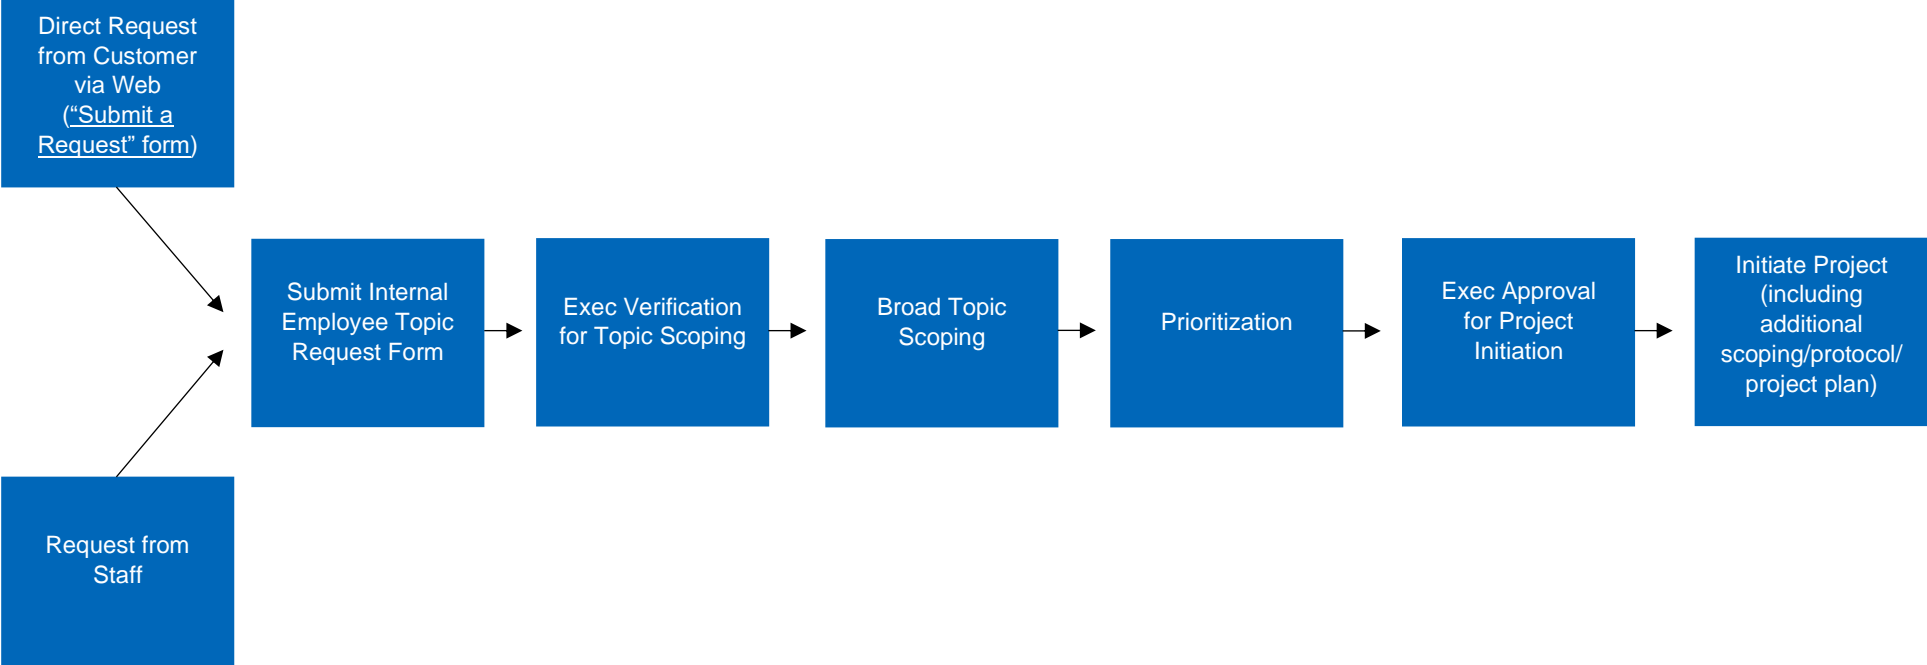 Direct Request
from Customer
via Web
(“Submit a
Request” form)
Submit Internal
Employee Topic
Request Form
Exec Verification
for Topic Scoping
Broad Topic
Scoping
Prioritization
Exec Approval
for Project
Initiation
Initiate Project
(including
additional
scoping/protocol/
project plan)
Request from
Staff